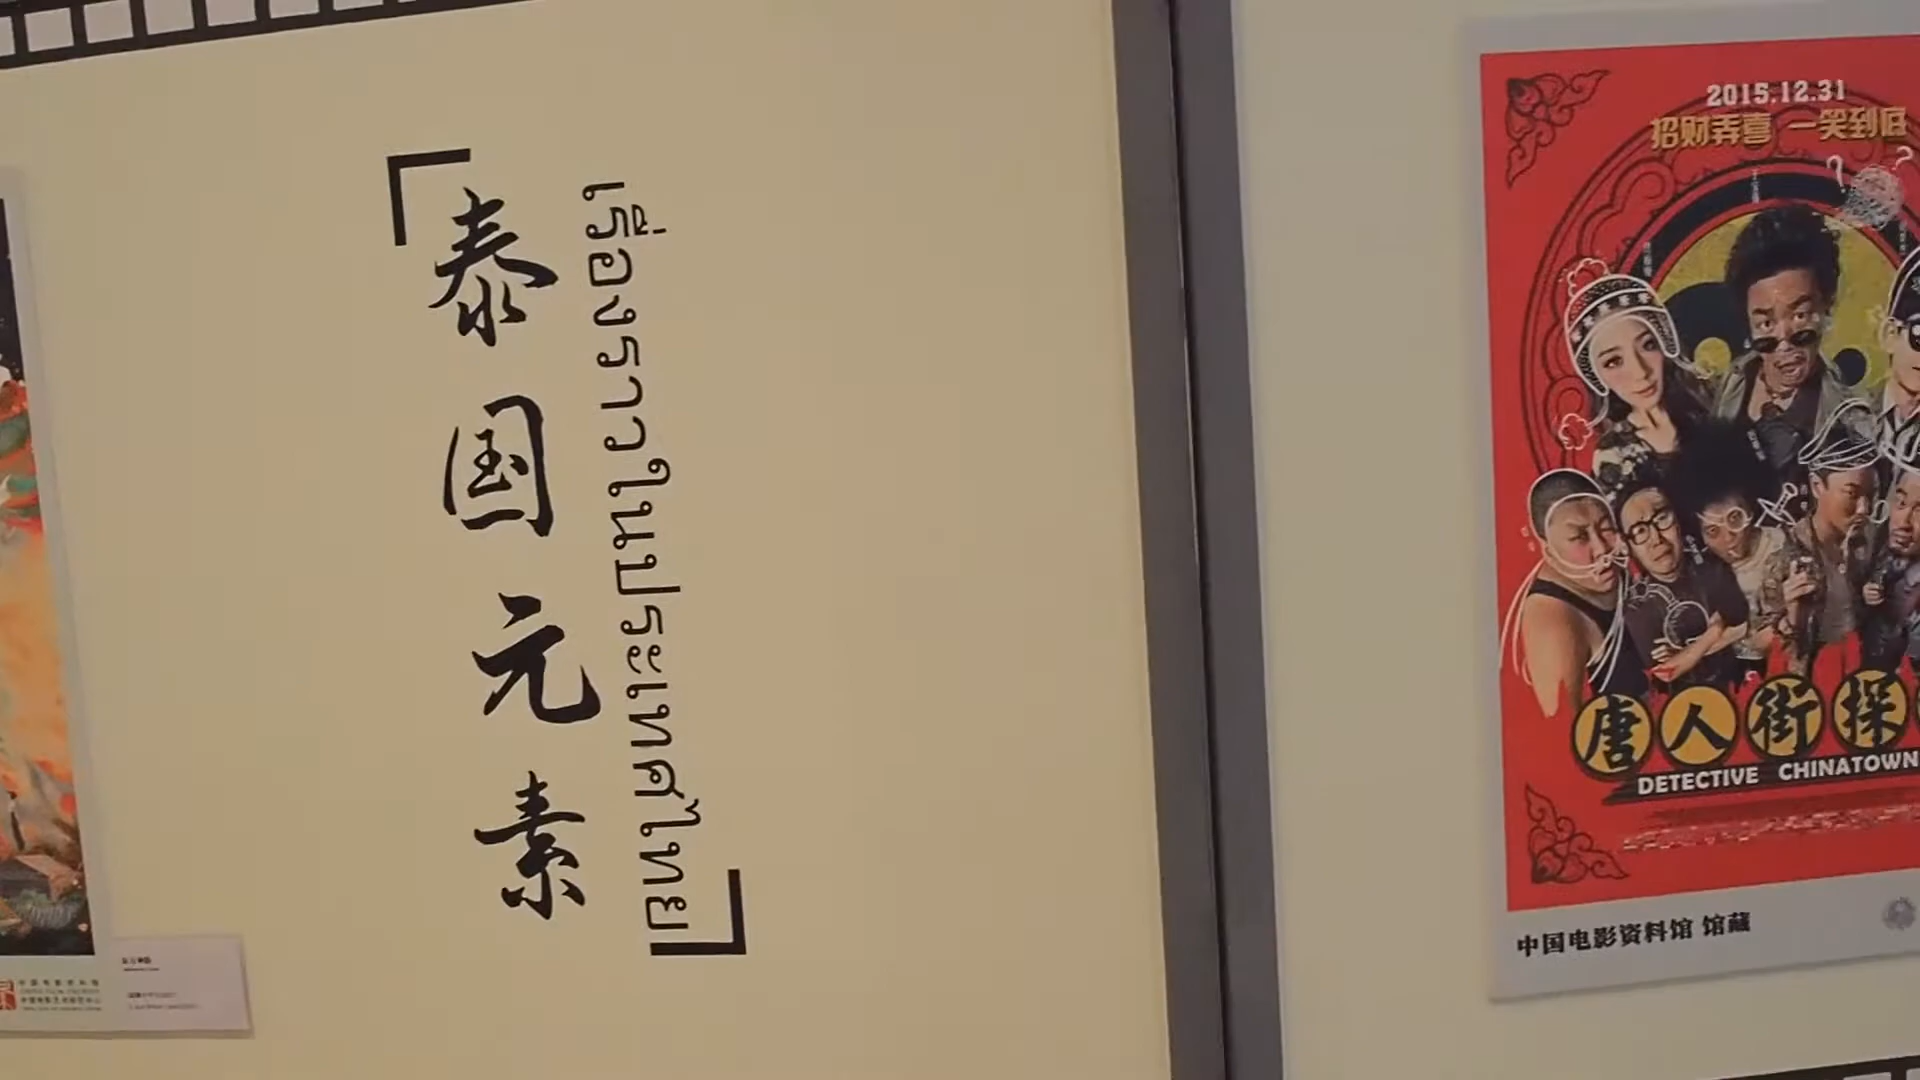 泰国元素
เรื่องราวในประเทศไทย
2015.12.31
招财弄喜 一笑到底
唐人街探
DETECTIVE CHINATOWN
中国电影资料馆 馆藏